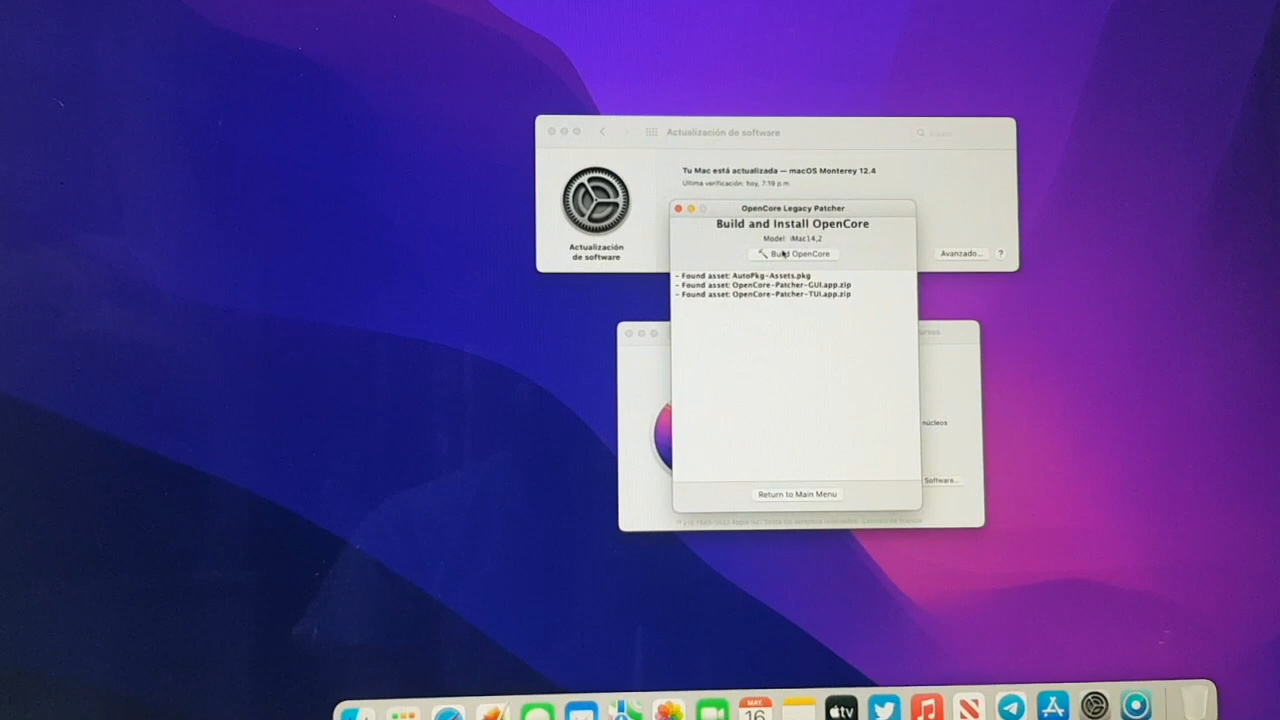 Actualización de software
Tu Mac está actualizada — macOS Monterey 12.4
Última verificación: hoy, 7:19 p.m.
Actualización
de software
Avanzado...
?
OpenCore Legacy Patcher
Build and Install OpenCore
Model: iMac14,2
Build OpenCore
- Found asset: AutoPkg-Assets.pkg
- Found asset: OpenCore-Patcher-GUI.app.zip
- Found asset: OpenCore-Patcher-TUI.app.zip
Return to Main Menu
núcleos
Software...
MAY.
16
tv